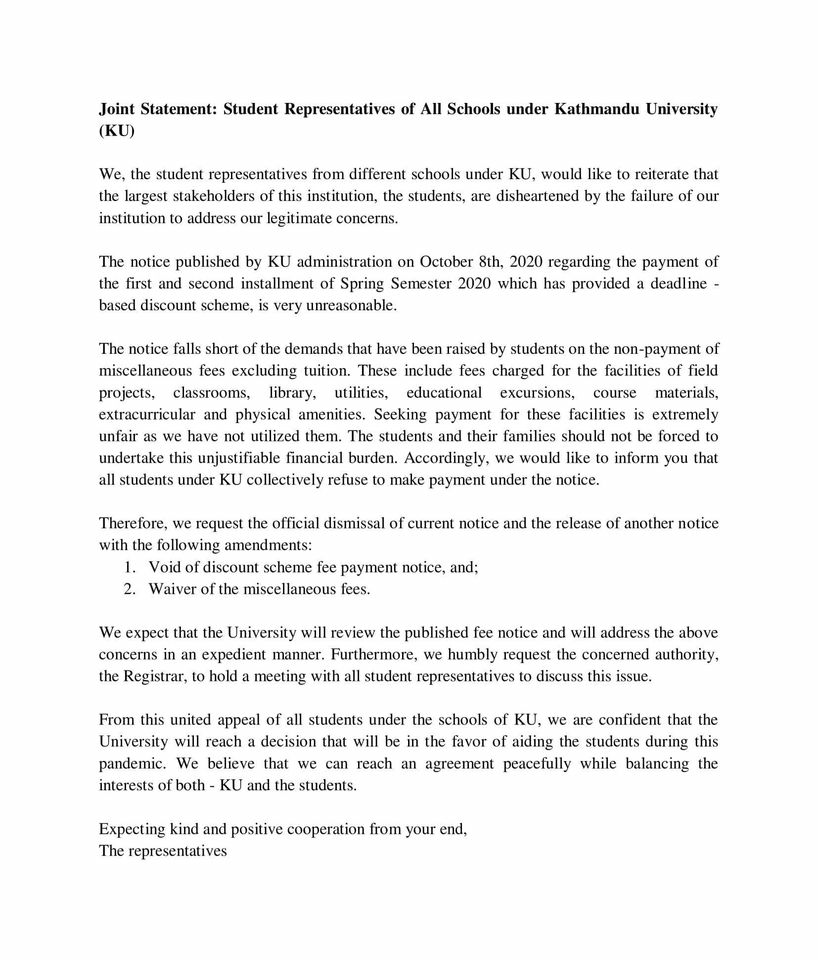 Joint Statement: Student Representatives of All Schools under Kathmandu University
(KU)
We, the student representatives from different schools under KU, would like to reiterate that
the largest stakeholders of this institution, the students, are disheartened by the failure of our
institution to address our legitimate concerns.
The notice published by KU administration on October 8th, 2020 regarding the payment of
the first and second installment of Spring Semester 2020 which has provided a deadline -
based discount scheme, is very unreasonable.
The notice falls short of the demands that have been raised by students on the non-payment of
miscellaneous fees excluding tuition. These include fees charged for the facilities of field
projects, classrooms, library, utilities, educational excursions, course materials,
extracurricular and physical amenities. Seeking payment for these facilities is extremely
unfair as we have not utilized them. The students and their families should not be forced to
undertake this unjustifiable financial burden. Accordingly, we would like to inform you that
all students under KU collectively refuse to make payment under the notice.
Therefore, we request the official dismissal of current notice and the release of another notice
with the following amendments:
1. Void of discount scheme fee payment notice, and;
2. Waiver of the miscellaneous fees.
We expect that the University will review the published fee notice and will address the above
concerns in an expedient manner. Furthermore, we humbly request the concerned authority,
the Registrar, to hold a meeting with all student representatives to discuss this issue.
From this united appeal of all students under the schools of KU, we are confident that the
University will reach a decision that will be in the favor of aiding the students during this
pandemic. We believe that we can reach an agreement peacefully while balancing the
interests of both - KU and the students.
Expecting kind and positive cooperation from your end,
The representatives